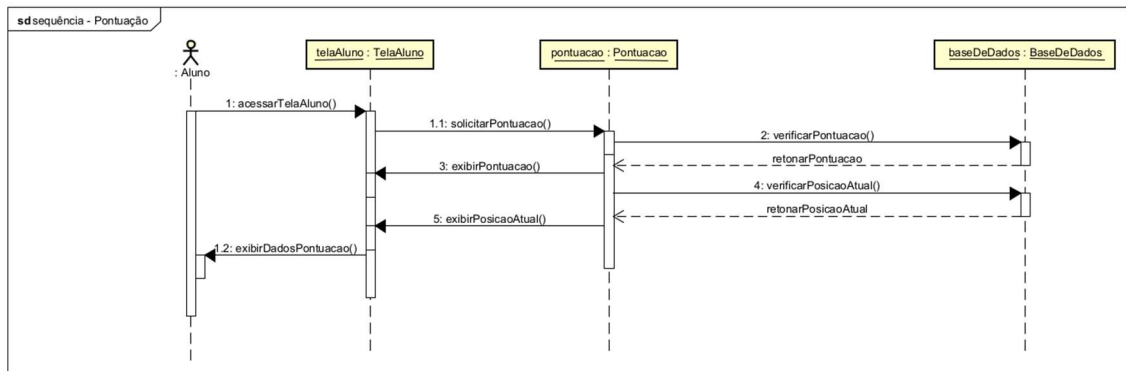 sd sequência - Pontuação
telaAluno : TelaAluno
pontuacao : Pontuacao
baseDeDados : BaseDeDados
: Aluno
1: acessarTelaAluno()
1.1: solicitarPontuacao()
2: verificarPontuacao()
retonarPontuacao
3: exibirPontuacao()
4: verificarPosicaoAtual()
retonarPosicaoAtual
5: exibirPosicaoAtual()
1.2: exibirDadosPontuacao()